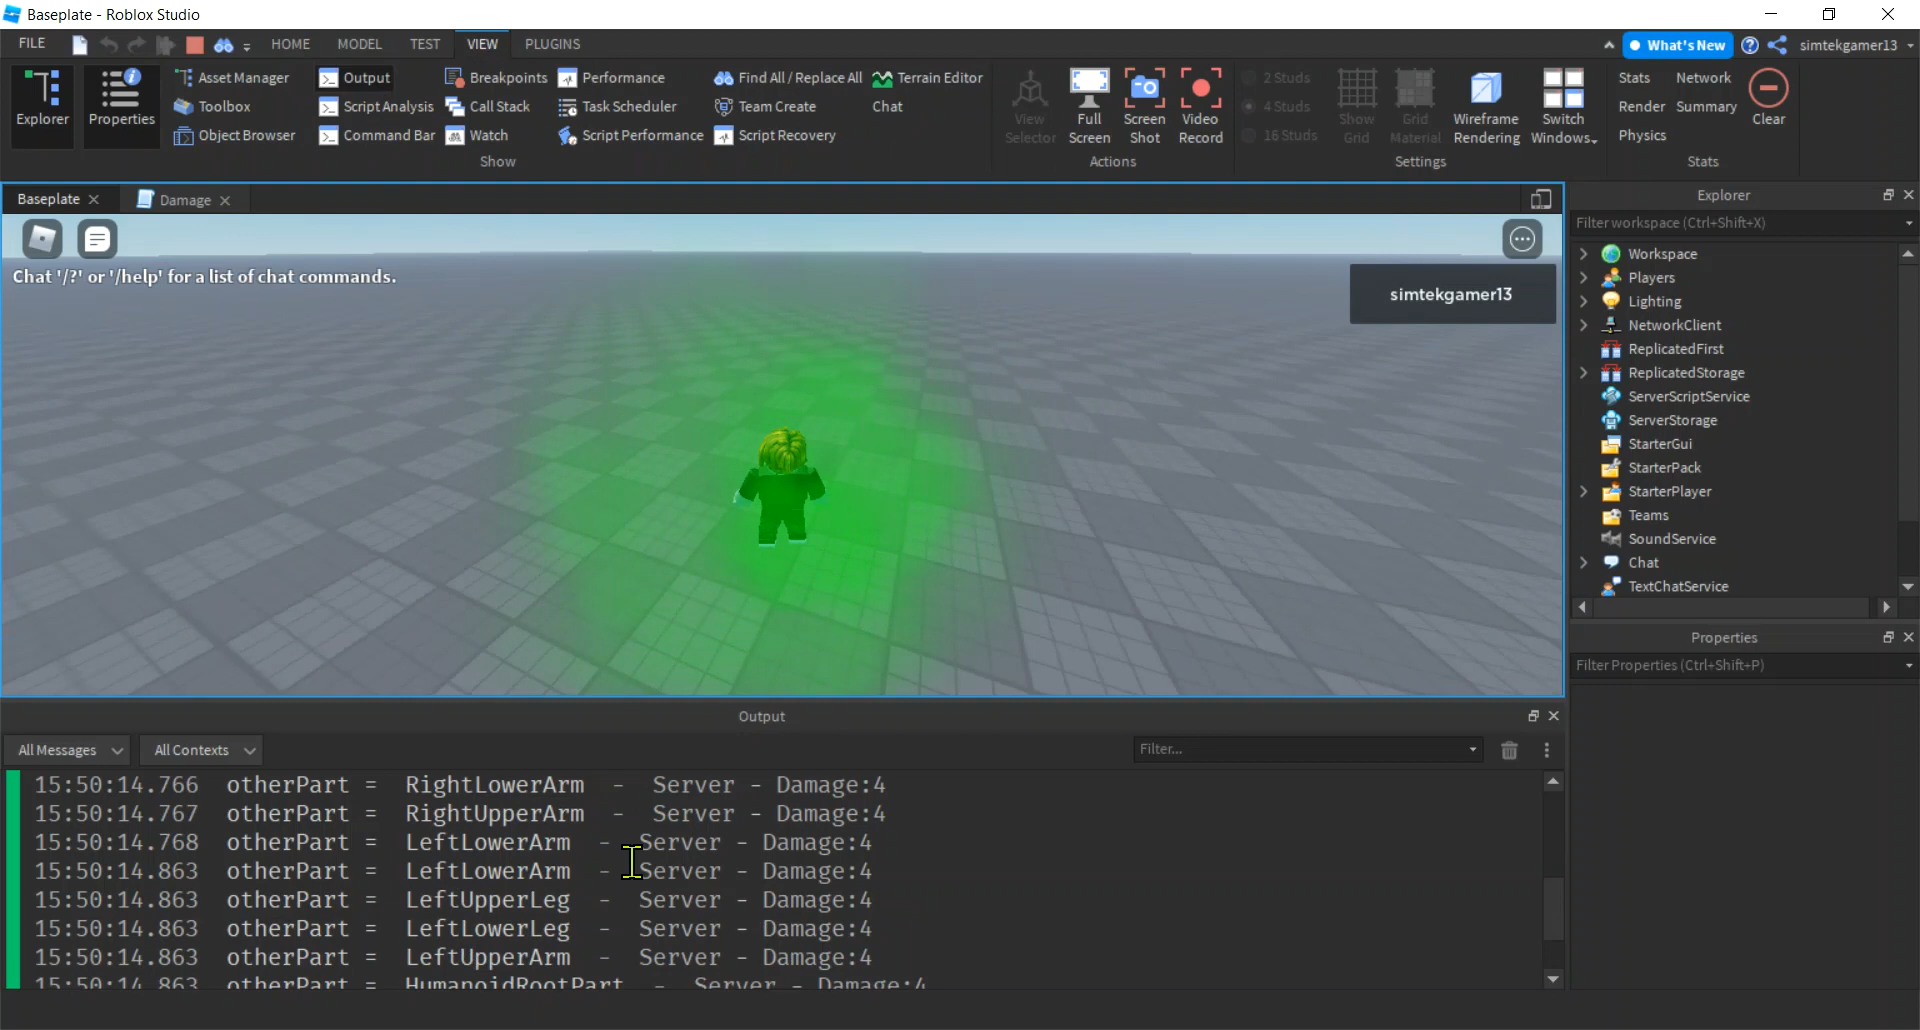 Baseplate - Roblox Studio
FILE HOME MODEL TEST VIEW PLUGINS What's New simtekgamer13
Explorer
Properties
Asset Manager
Toolbox
Object Browser
Output
Script Analysis
Command Bar
Breakpoints
Call Stack
Watch
Performance
Task Scheduler
Script Performance
Find All / Replace All
Team Create
Script Recovery
Terrain Editor
Chat
Show
View Selector
Full Screen
Screen Shot
Video Record
Actions
2 Studs
4 Studs
16 Studs
Show Grid
Grid Material
Wireframe Rendering
Switch Windows
Settings
Stats Network
Render Summary
Physics
Clear
Stats
Baseplate Damage
Chat '/?' or '/help' for a list of chat commands.
simtekgamer13
Explorer
Filter workspace (Ctrl+Shift+X)
Workspace
Players
Lighting
NetworkClient
ReplicatedFirst
ReplicatedStorage
ServerScriptService
ServerStorage
StarterGui
StarterPack
StarterPlayer
Teams
SoundService
Chat
TextChatService
Properties
Filter Properties (Ctrl+Shift+P)
Output
All Messages All Contexts Filter...
15:50:14.766 otherPart = RightLowerArm - Server - Damage:4
15:50:14.767 otherPart = RightUpperArm - Server - Damage:4
15:50:14.768 otherPart = LeftLowerArm - Server - Damage:4
15:50:14.863 otherPart = LeftLowerArm - Server - Damage:4
15:50:14.863 otherPart = LeftUpperLeg - Server - Damage:4
15:50:14.863 otherPart = LeftLowerLeg - Server - Damage:4
15:50:14.863 otherPart = LeftUpperArm - Server - Damage:4
15:50:14.863 otherPart = HumanoidRootPart - Server - Damage:4